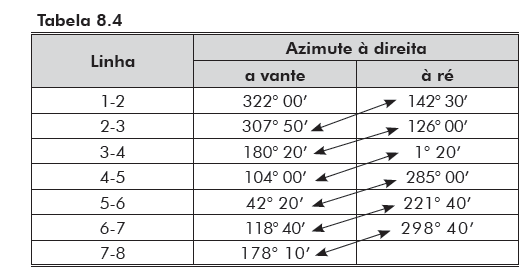 Tabela 8.4
Linha
Azimute à direita
a vante à ré
1-2 322° 00′ 142° 30′
2-3 307° 50′ 126° 00′
3-4 180° 20′ 1° 20′
4-5 104° 00′ 285° 00′
5-6 42° 20′ 221° 40′
6-7 118° 40′ 298° 40′
7-8 178° 10′